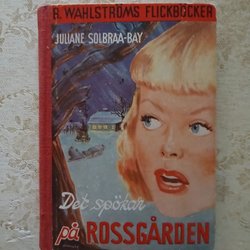 B. WAHLSTRÖMS FLICKBÖCKER
JULIANE SOLBRAA-BAY
Det spökar
på ROSSGÅRDEN